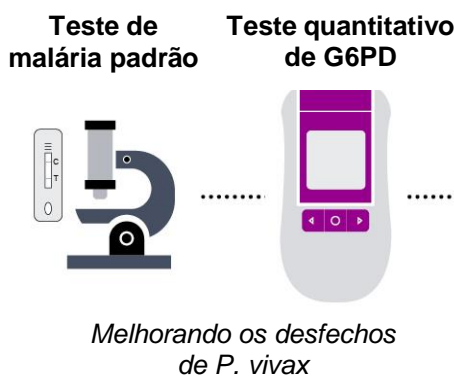 Teste de
malária padrão
Teste quantitativo
de G6PD
C
T
Melhorando os desfechos
de P. vivax